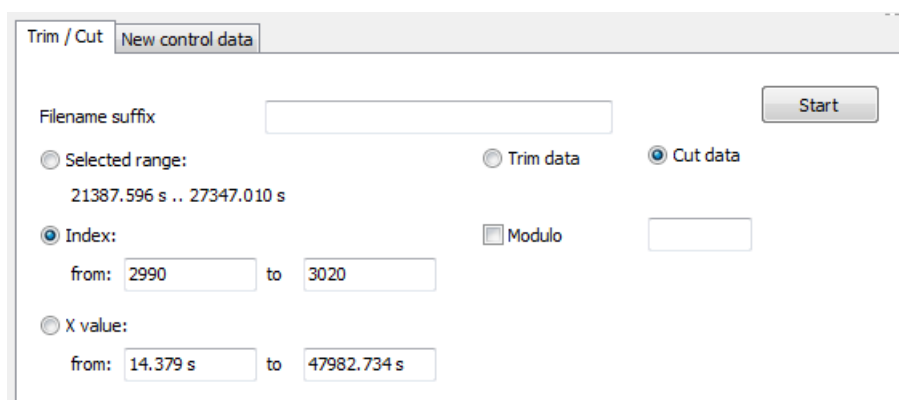 Trim / Cut New control data
Filename suffix Start
Selected range: Trim data Cut data
21387.596 s .. 27347.010 s
Index: Modulo
from: 2990 to 3020
X value:
from: 14.379 s to 47982.734 s